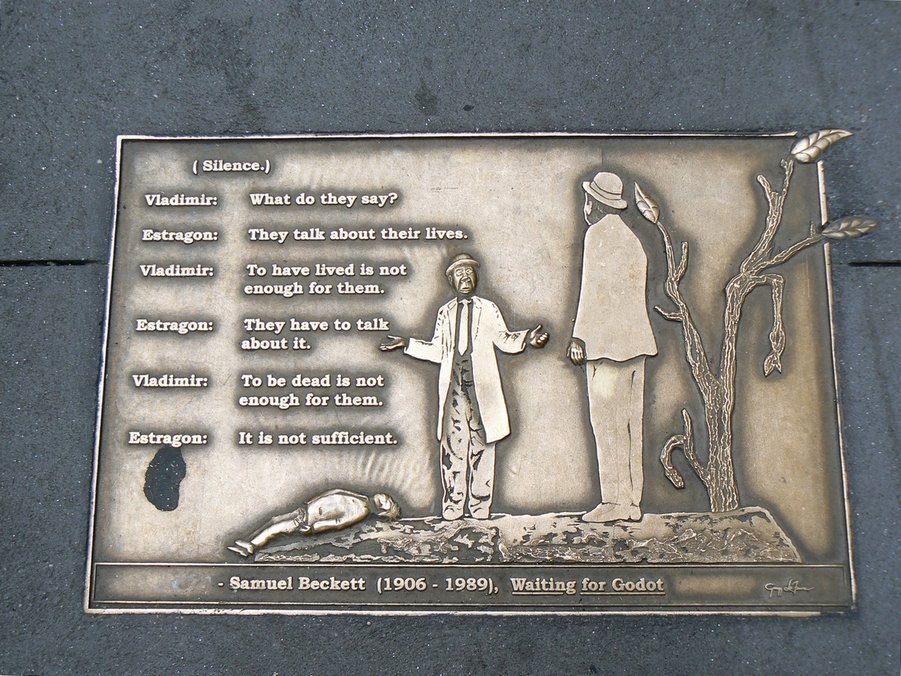 ( Silence.)
Vladimir: What do they say?
Estragon: They talk about their lives.
Vladimir: To have lived is not
enough for them.
Estragon: They have to talk
about it.
Vladimir: To be dead is not
enough for them.
Estragon: It is not sufficient.
- Samuel Beckett (1906 - 1989), Waiting for Godot